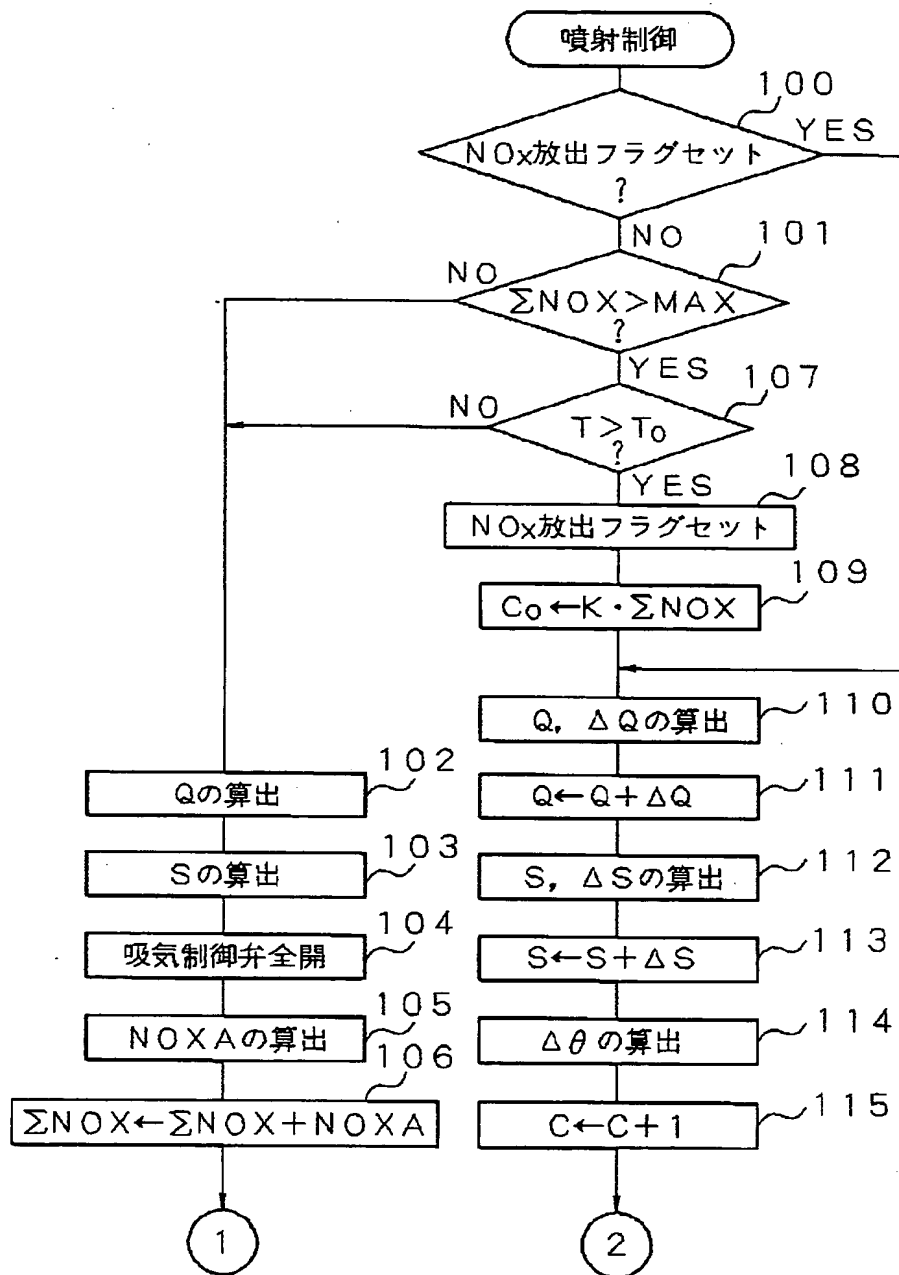 噴射制御
100
YES
NOx放出フラグセット
?
NO
101
NO
ΣNOX>MAX
?
YES
107
NO
T>To
?
YES
108
NOx放出フラグセット
109
Co←K・ΣNOX
110
Q, ΔQの算出
102
Qの算出
111
Q←Q+ΔQ
103
Sの算出
112
S, ΔSの算出
104
吸気制御弁全開
113
S←S+ΔS
105
NOXAの算出
114
Δθの算出
106
ΣNOX←ΣNOX+NOXA
115
C←C+1
1
2